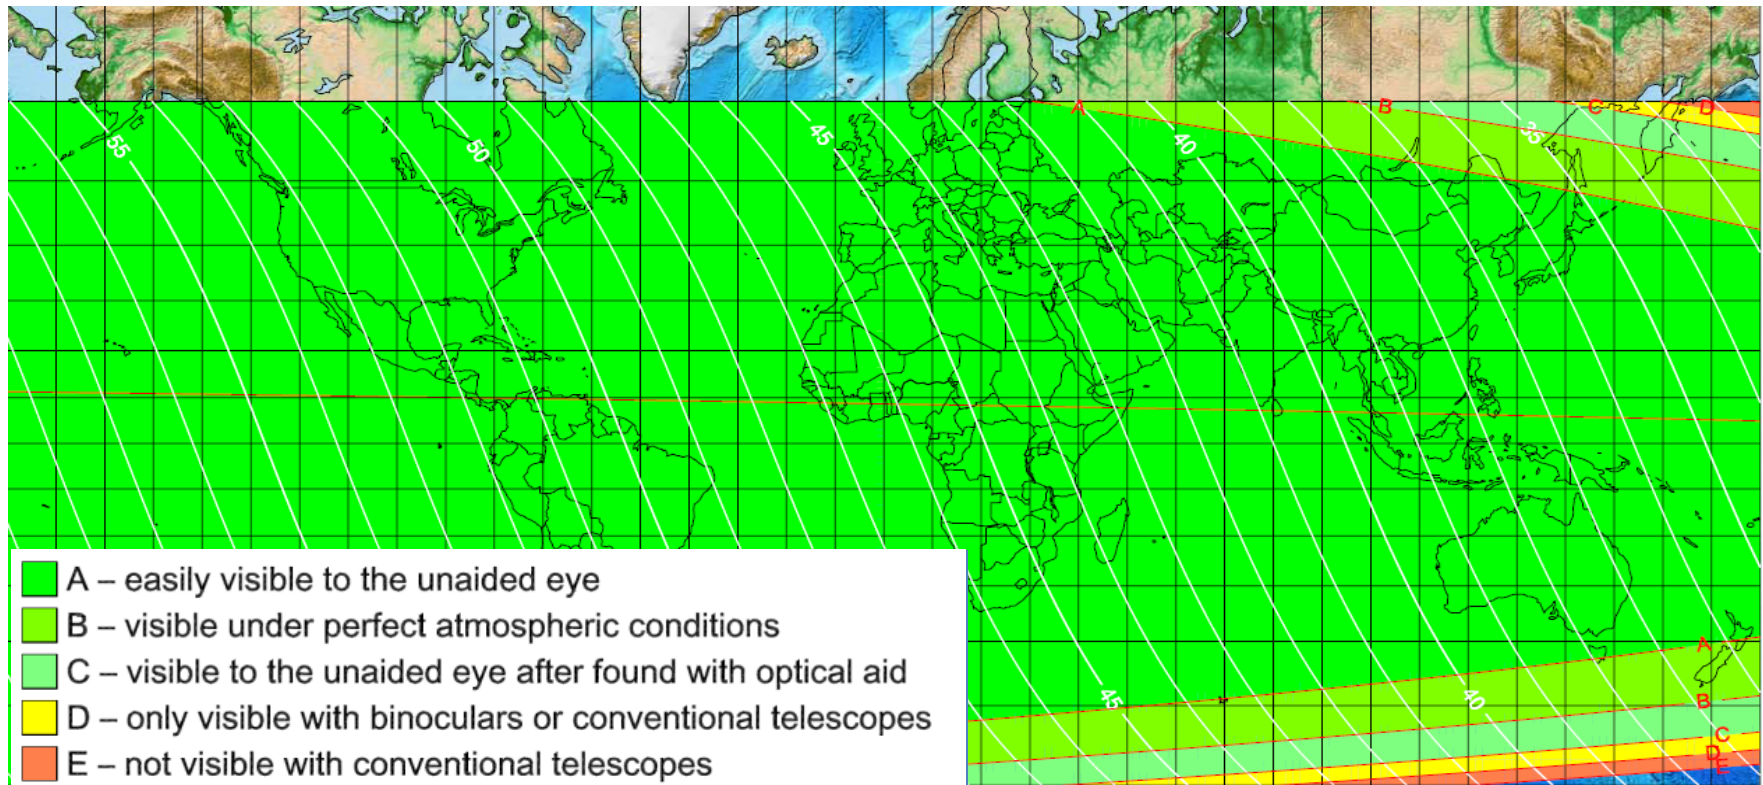 A B C D
55 50 45 40 35
A
B
45 40
C
D
E
A – easily visible to the unaided eye
B – visible under perfect atmospheric conditions
C – visible to the unaided eye after found with optical aid
D – only visible with binoculars or conventional telescopes
E – not visible with conventional telescopes